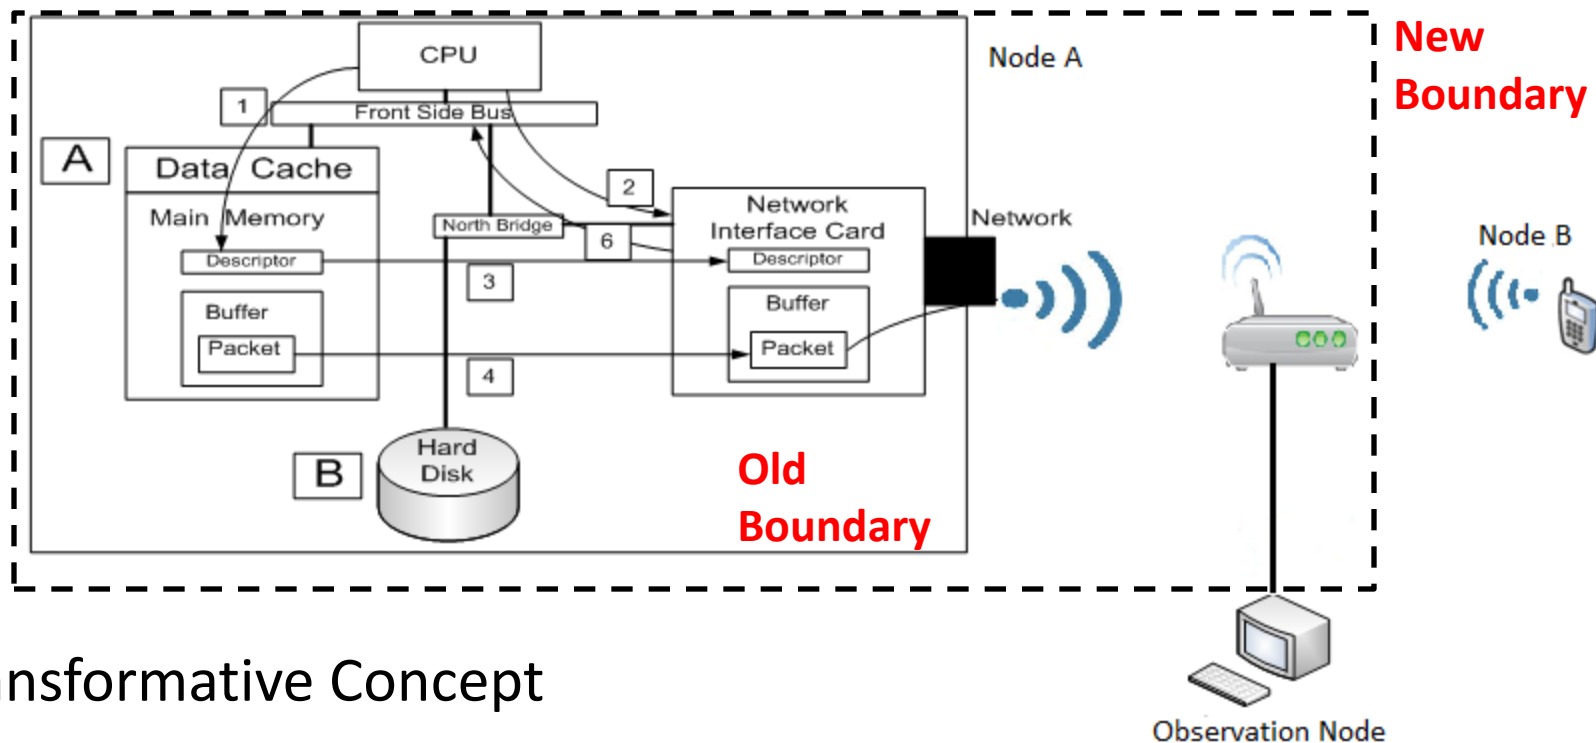 New
Boundary
Node A
CPU
1
Front Side Bus
A
Data Cache
2
Main Memory
Network
Interface Card
Network
North Bridge
6
Node B
Descriptor
Descriptor
3
Buffer
Buffer
Packet
Packet
4
Hard
Disk
B
Old
Boundary
ansformative Concept
Observation Node